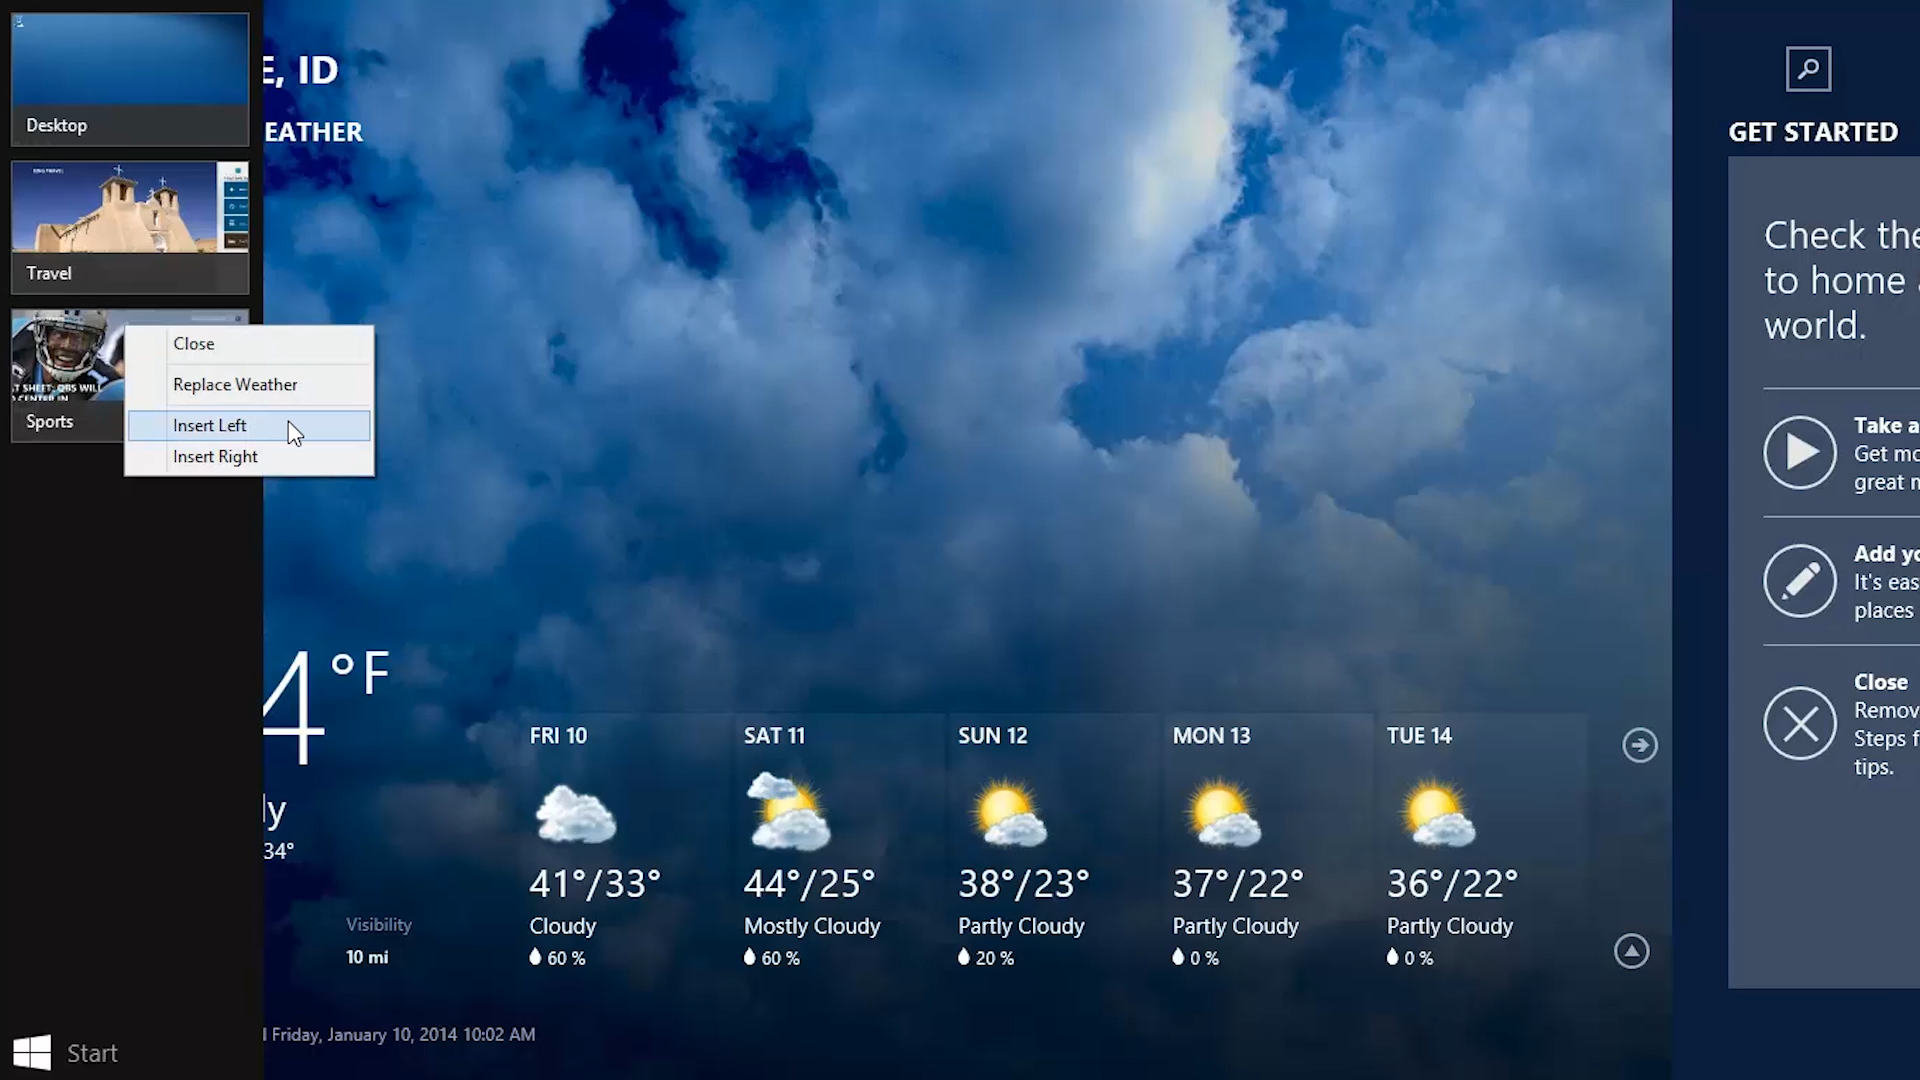 Desktop
Travel
T SHEET: QBS WILL
Sports
Close
Replace Weather
Insert Left
Insert Right
Start
E, ID
EATHER
4°F
ly
34°
Visibility
10 mi
FRI 10
41°/33°
Cloudy
60 %
SAT 11
44°/25°
Mostly Cloudy
60 %
SUN 12
38°/23°
Partly Cloudy
20 %
MON 13
37°/22°
Partly Cloudy
0 %
TUE 14
36°/22°
Partly Cloudy
0 %
Friday, January 10, 2014 10:02 AM
GET STARTED
Check the
to home a
world.
Take a
Get mo
great m
Add yo
It's eas
places
Close
Remov
Steps f
tips.